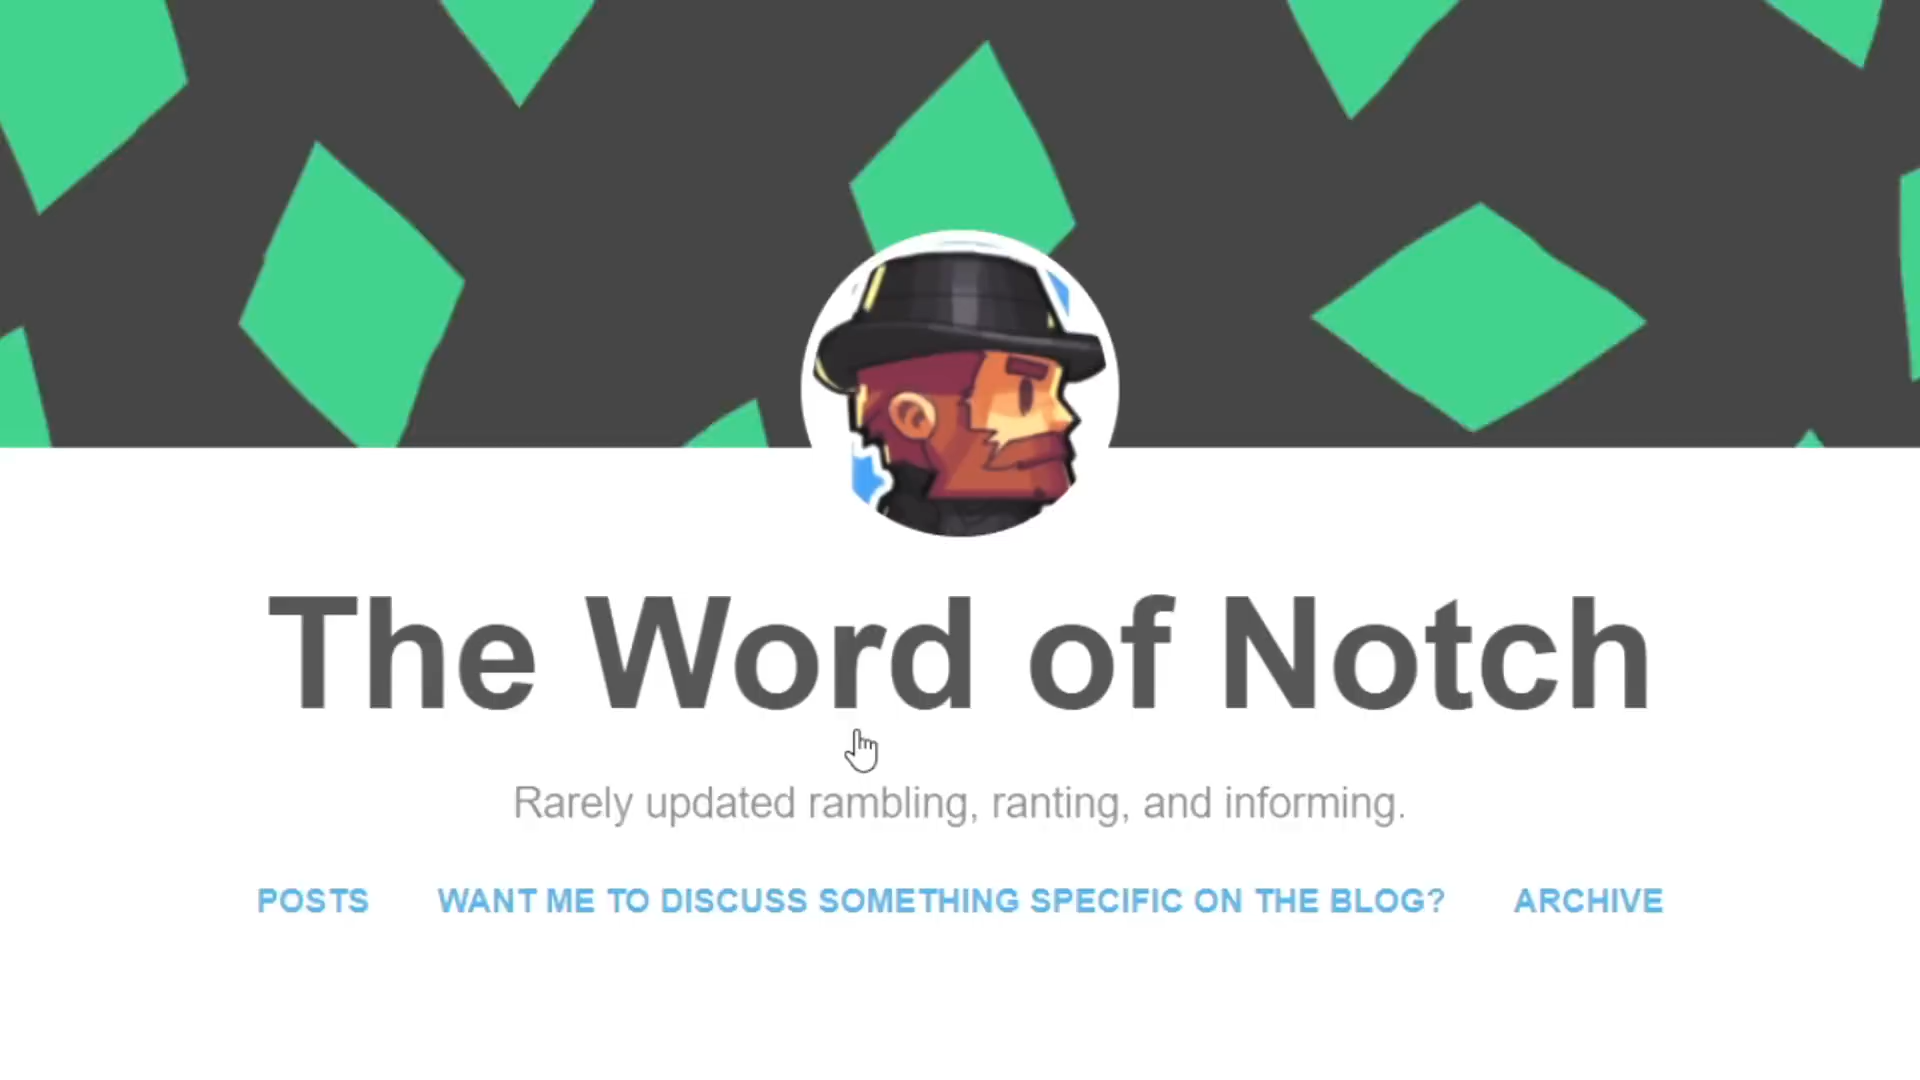 The Word of Notch
Rarely updated rambling, ranting, and informing.
POSTS WANT ME TO DISCUSS SOMETHING SPECIFIC ON THE BLOG? ARCHIVE